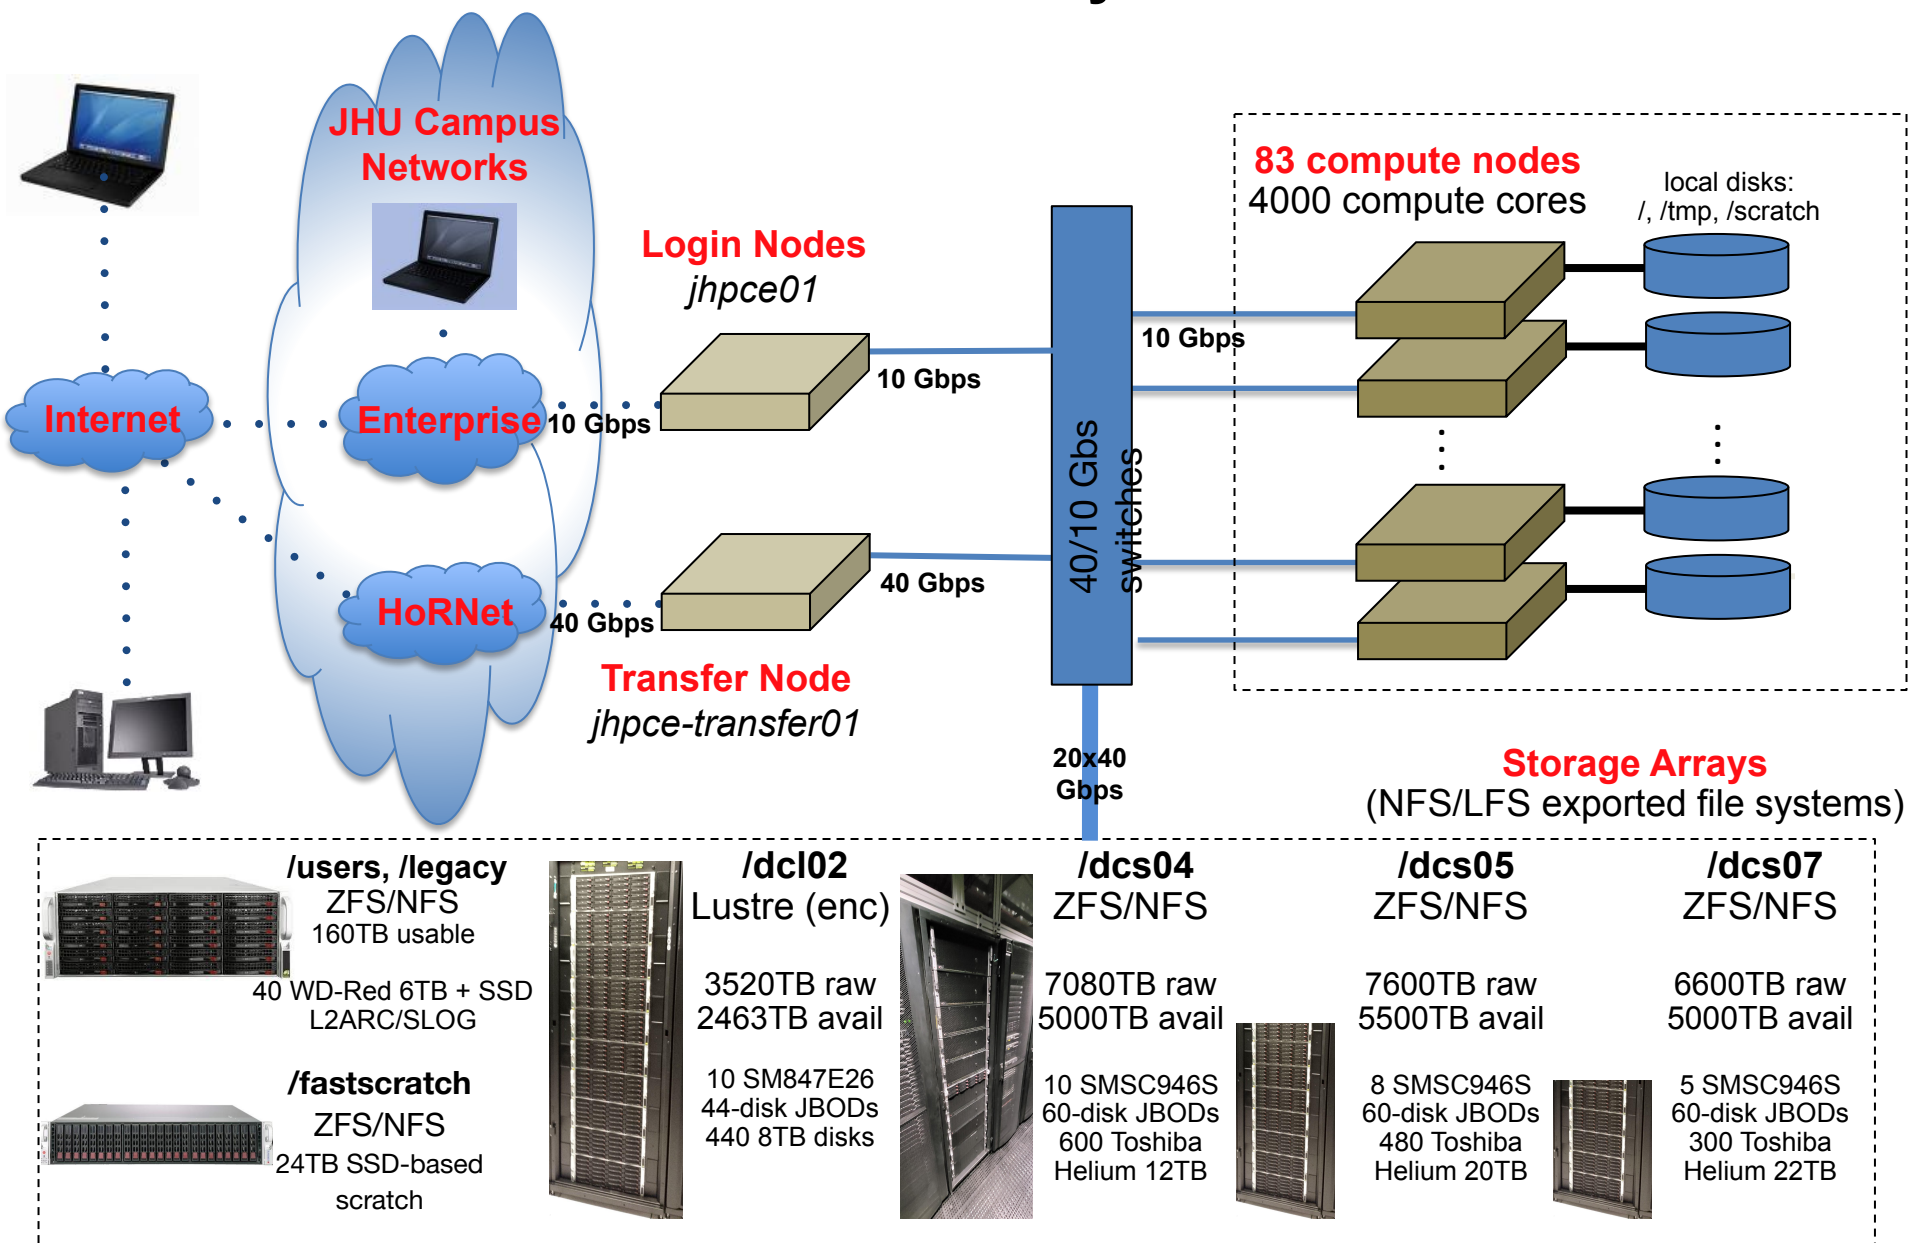 JHU Campus
Networks
83 compute nodes
4000 compute cores
local disks:
/, /tmp, /scratch
Login Nodes
jhpce01
10 Gbps
10 Gbps
Internet
Enterprise
10 Gbps
40/10 Gbs
switches
HoRNet
40 Gbps
40 Gbps
Transfer Node
jhpce-transfer01
20x40
Gbps
Storage Arrays
(NFS/LFS exported file systems)
/users, /legacy
ZFS/NFS
160TB usable
40 WD-Red 6TB + SSD
L2ARC/SLOG
/fastscratch
ZFS/NFS
24TB SSD-based
scratch
/dcl02
Lustre (enc)
3520TB raw
2463TB avail
10 SM847E26
44-disk JBODs
440 8TB disks
/dcs04
ZFS/NFS
7080TB raw
5000TB avail
10 SMSC946S
60-disk JBODs
600 Toshiba
Helium 12TB
/dcs05
ZFS/NFS
7600TB raw
5500TB avail
8 SMSC946S
60-disk JBODs
480 Toshiba
Helium 20TB
/dcs07
ZFS/NFS
6600TB raw
5000TB avail
5 SMSC946S
60-disk JBODs
300 Toshiba
Helium 22TB